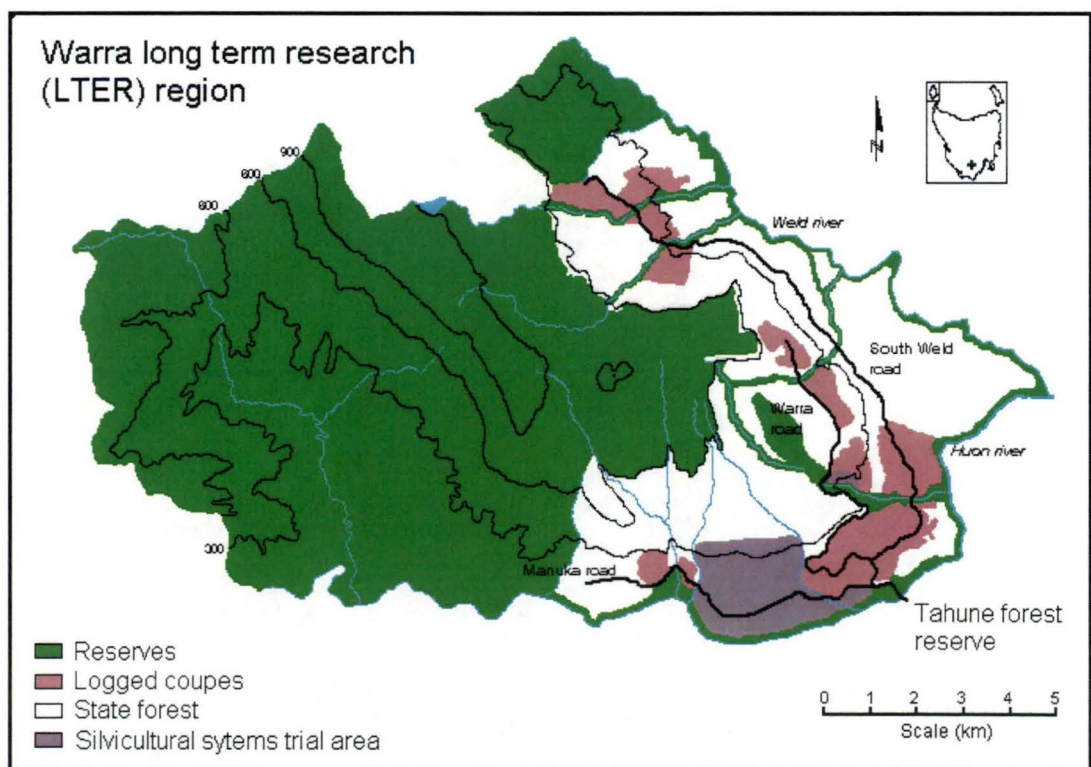 Warra long term research
(LTER) region
N
900
600
600
Weld river
South Weld
road
Warra
road
Huon river
300
Manuka road
Tahune forest
reserve
Reserves
Logged coupes
State forest
Silvicultural sytems trial area
0 1 2 3 4 5
Scale (km)